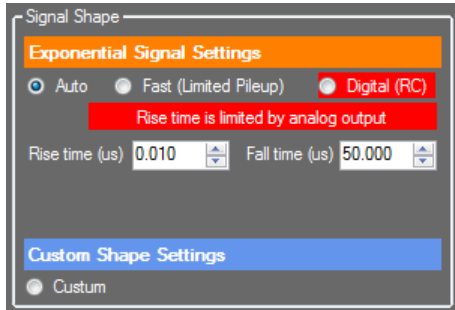 Signal Shape
Exponential Signal Settings
Auto Fast (Limited Pileup) Digital (RC)
Rise time is limited by analog output
Rise time (us) 0.010 Fall time (us) 50.000
Custom Shape Settings
Custum